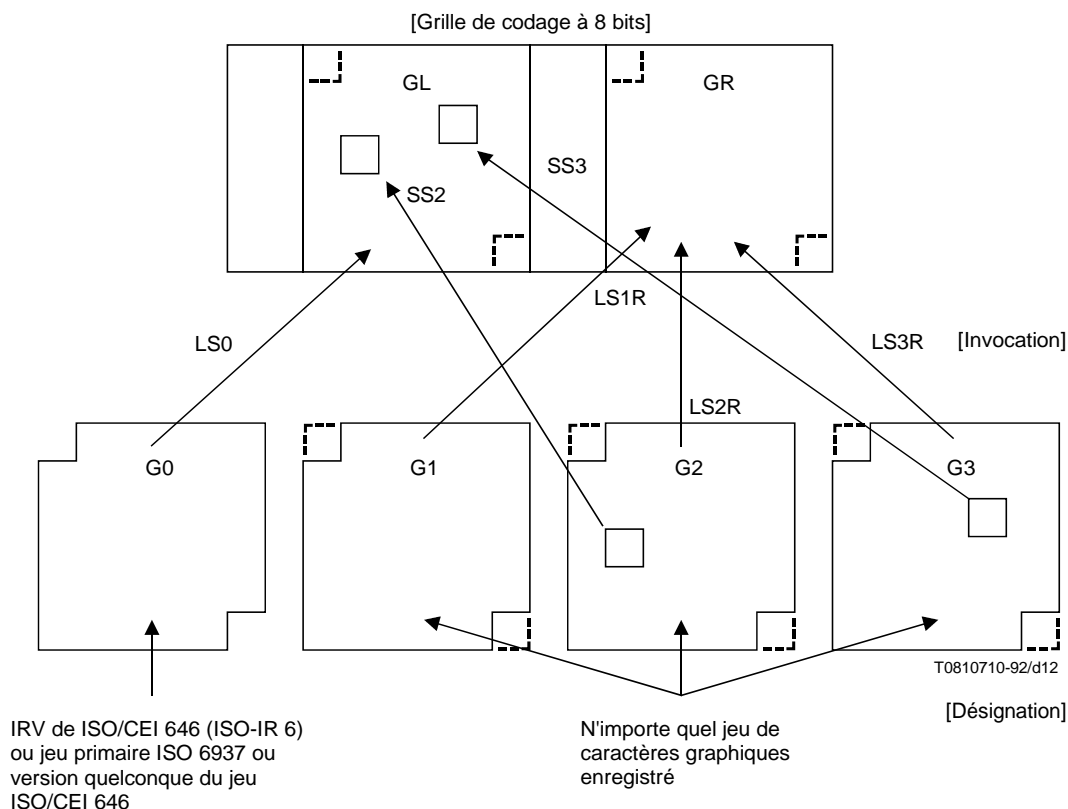 [Grille de codage à 8 bits]
GL
GR
SS3
SS2
LS1R
LS0
LS3R
[Invocation]
LS2R
G0
G1
G2
G3
T0810710-92/d12
[Désignation]
IRV de ISO/CEI 646 (ISO-IR 6)
ou jeu primaire ISO 6937 ou
version quelconque du jeu
ISO/CEI 646
N'importe quel jeu de
caractères graphiques
enregistré